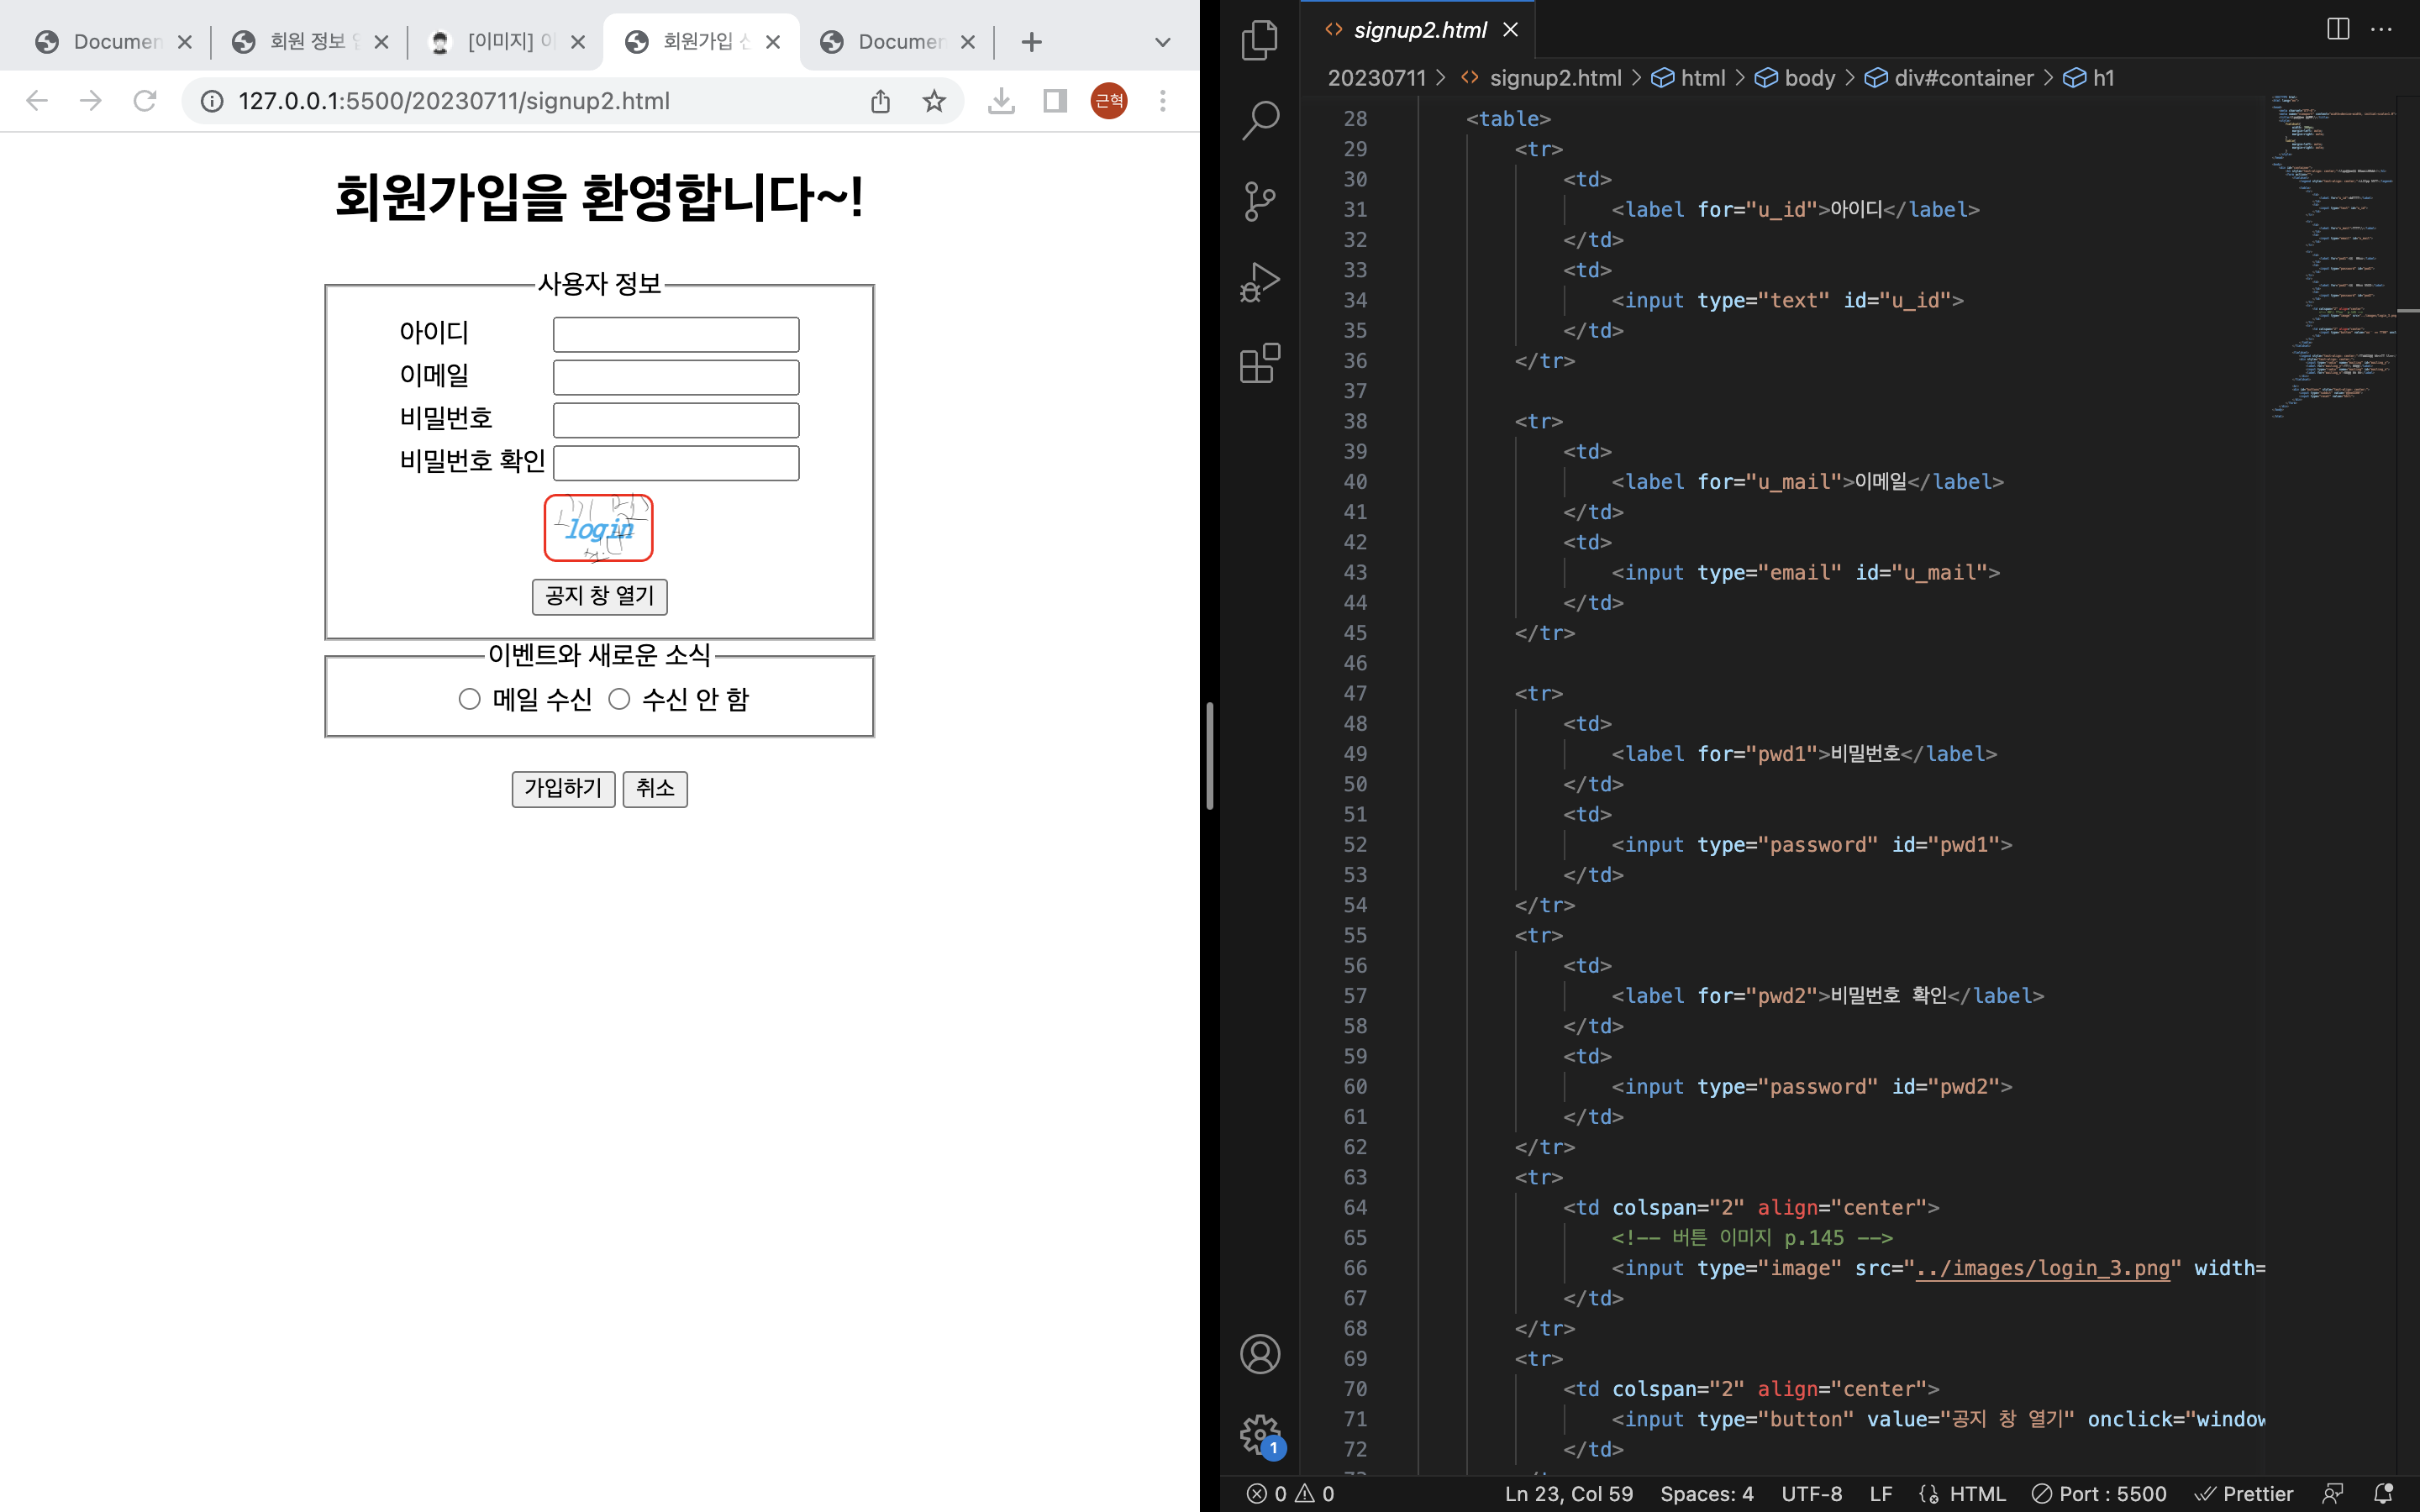 Documen
회원 정보
[이미지] 이
회원가입
Documen
127.0.0.1:5500/20230711/signup2.html
근혁
회원가입을 환영합니다~!
사용자 정보
아이디
이메일
비밀번호
비밀번호 확인
login
공지 창 열기
이벤트와 새로운 소식
메일 수신 수신 안 함
가입하기 취소
signup2.html
20230711 > signup2.html > html > body > div#container > h1
28 <table>
29 <tr>
30 <td>
31 <label for="u_id">아이디</label>
32 </td>
33 <td>
34 <input type="text" id="u_id">
35 </td>
36 </tr>
37
38 <tr>
39 <td>
40 <label for="u_mail">이메일</label>
41 </td>
42 <td>
43 <input type="email" id="u_mail">
44 </td>
45 </tr>
46
47 <tr>
48 <td>
49 <label for="pwd1">비밀번호</label>
50 </td>
51 <td>
52 <input type="password" id="pwd1">
53 </td>
54 </tr>
55 <tr>
56 <td>
57 <label for="pwd2">비밀번호 확인</label>
58 </td>
59 <td>
60 <input type="password" id="pwd2">
61 </td>
62 </tr>
63 <tr>
64 <td colspan="2" align="center">
65 <!-- 버튼 이미지 p.145 -->
66 <input type="image" src="../images/login_3.png" width=
67 </td>
68 </tr>
69 <tr>
70 <td colspan="2" align="center">
71 <input type="button" value="공지 창 열기" onclick="window
72 </td>
1
0 0 Ln 23, Col 59 Spaces: 4 UTF-8 LF HTML Port : 5500 Prettier